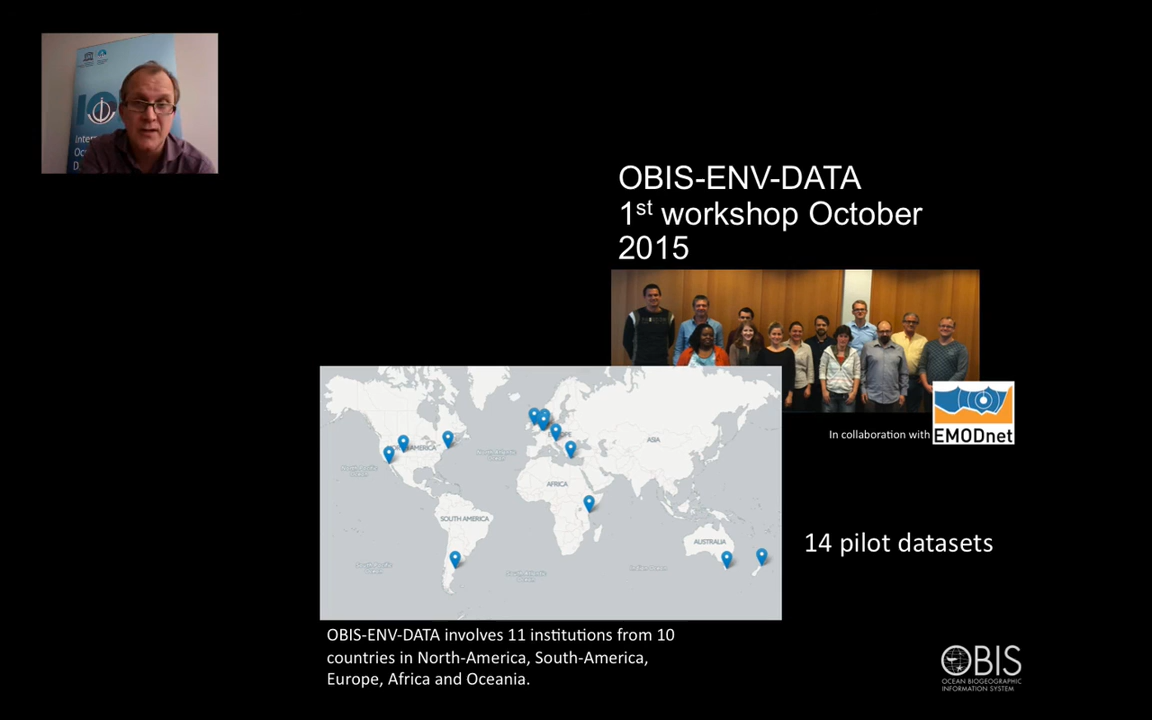 OBIS-ENV-DATA
1st workshop October
2015
In collaboration with
EMODnet
ASIA
AFRICA
SOUTH AMERICA
AUSTRALIA
14 pilot datasets
OBIS-ENV-DATA involves 11 institutions from 10
countries in North-America, South-America,
Europe, Africa and Oceania.
OBIS
OCEAN BIOGEOGRAPHIC
INFORMATION SYSTEM